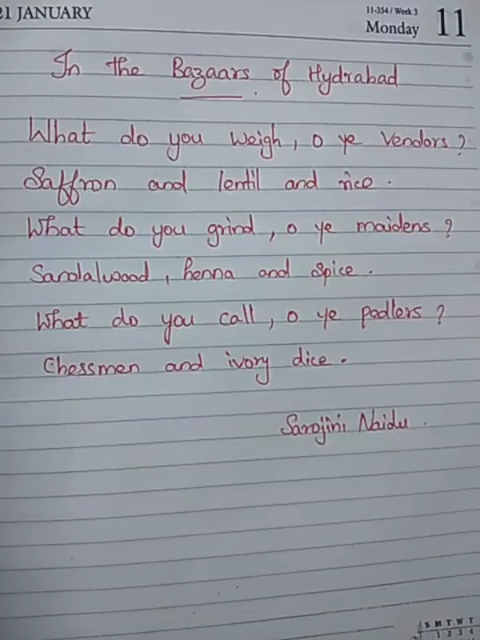 21 JANUARY
11-354 / Week 3
Monday 11
In the Bazaars of Hydrabad
What do you weigh, o ye vendors?
Saffron and lentil and rice.
What do you grind, o ye maidens?
Sandalwood, henna and spice.
What do you call, o ye pedlers?
Chessmen and ivory dice.
Sarojini Naidu.
S M T W T
1 2 3 4